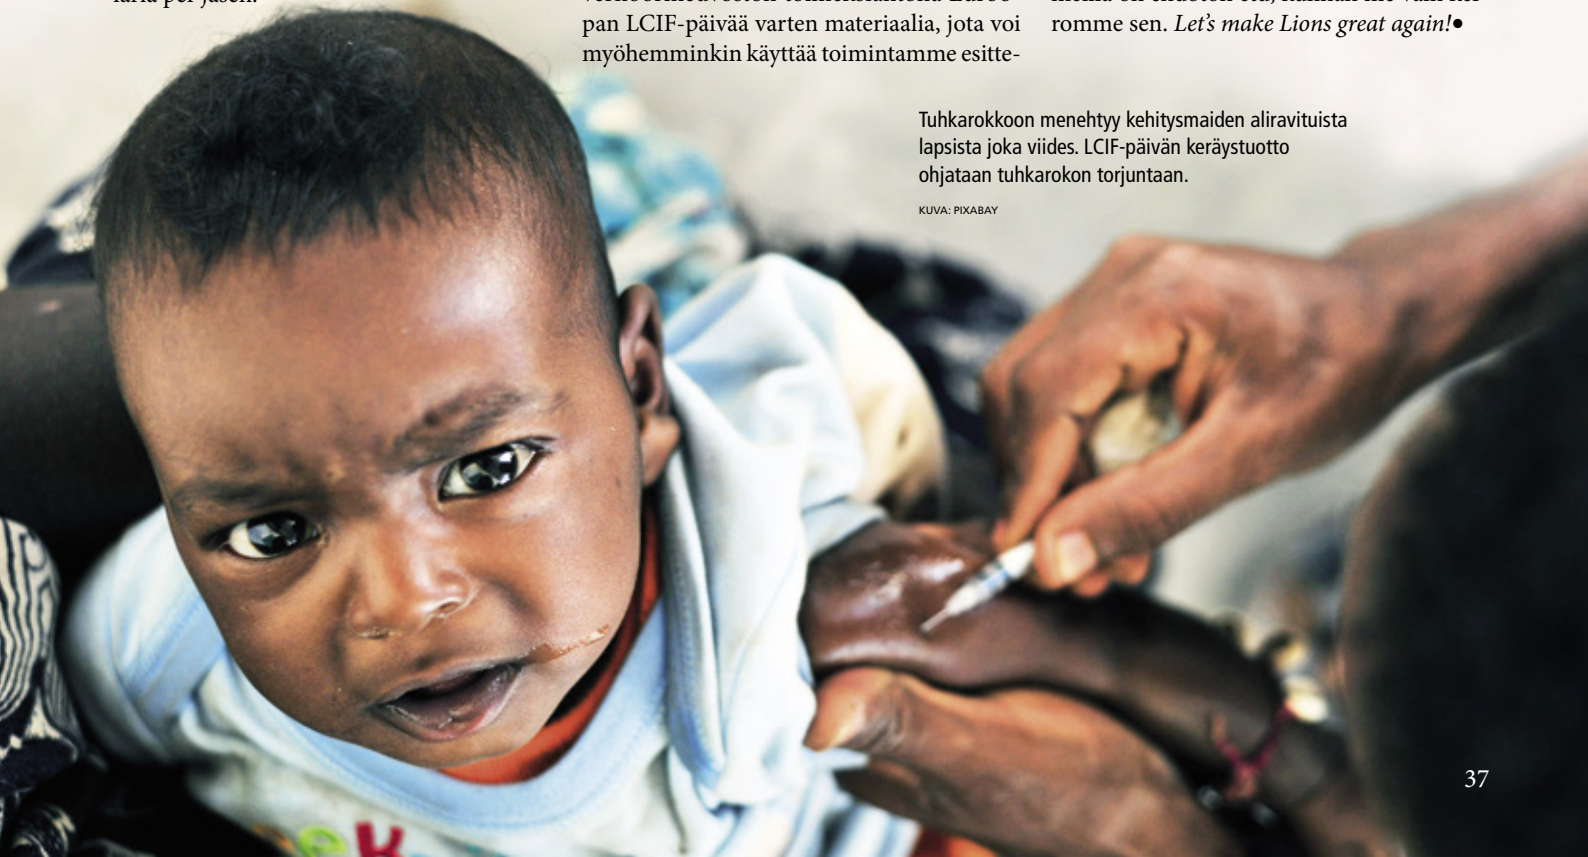 pan LCIF-päivää varten materiaalia, jota voi
myöhemminkin käyttää toimintamme esitte-
romme sen. Let's make Lions great again!●
Tuhkarokkoon menehtyy kehitysmaiden aliravituista
lapsista joka viides. LCIF-päivän keräystuotto
ohjataan tuhkarokon torjuntaan.
KUVA: PIXABAY
ek
37